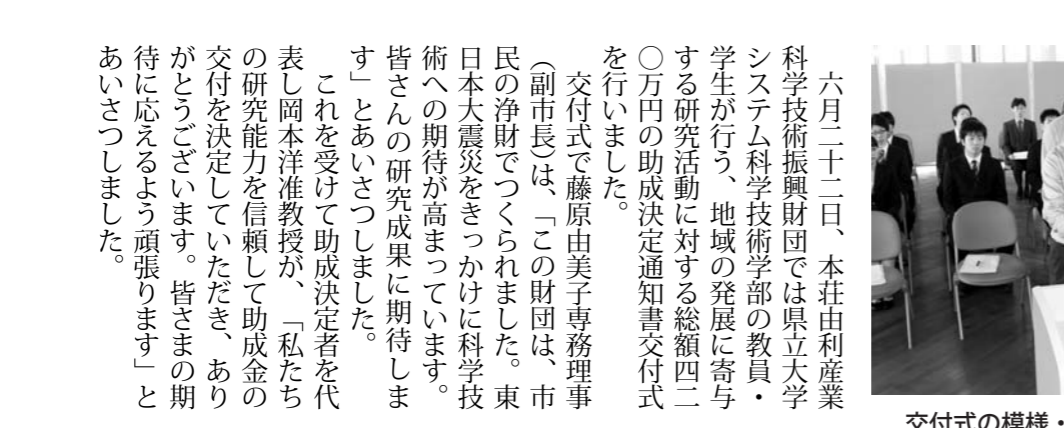 六月二十二日、本荘由利産業
科学技術振興財団では県立大学
システム科学技術学部の教員・
学生が行う、地域の発展に寄与
する研究活動に対する総額四二
〇万円の助成決定通知書交付式
を行いました。
交付式で藤原由美子専務理事
(副市長)は、「この財団は、市
民の浄財でつくられました。東
日本大震災をきっかけに科学技
術への期待が高まっています。
皆さんの研究成果に期待しま
す」とあいさつしました。
これを受けて助成決定者を代
表し岡本洋准教授が、「私たち
の研究能力を信頼して助成金の
交付を決定していただき、あり
がとうございます。皆さまの期
待に応えるよう頑張ります」と
あいさつしました。
交付式の模様・